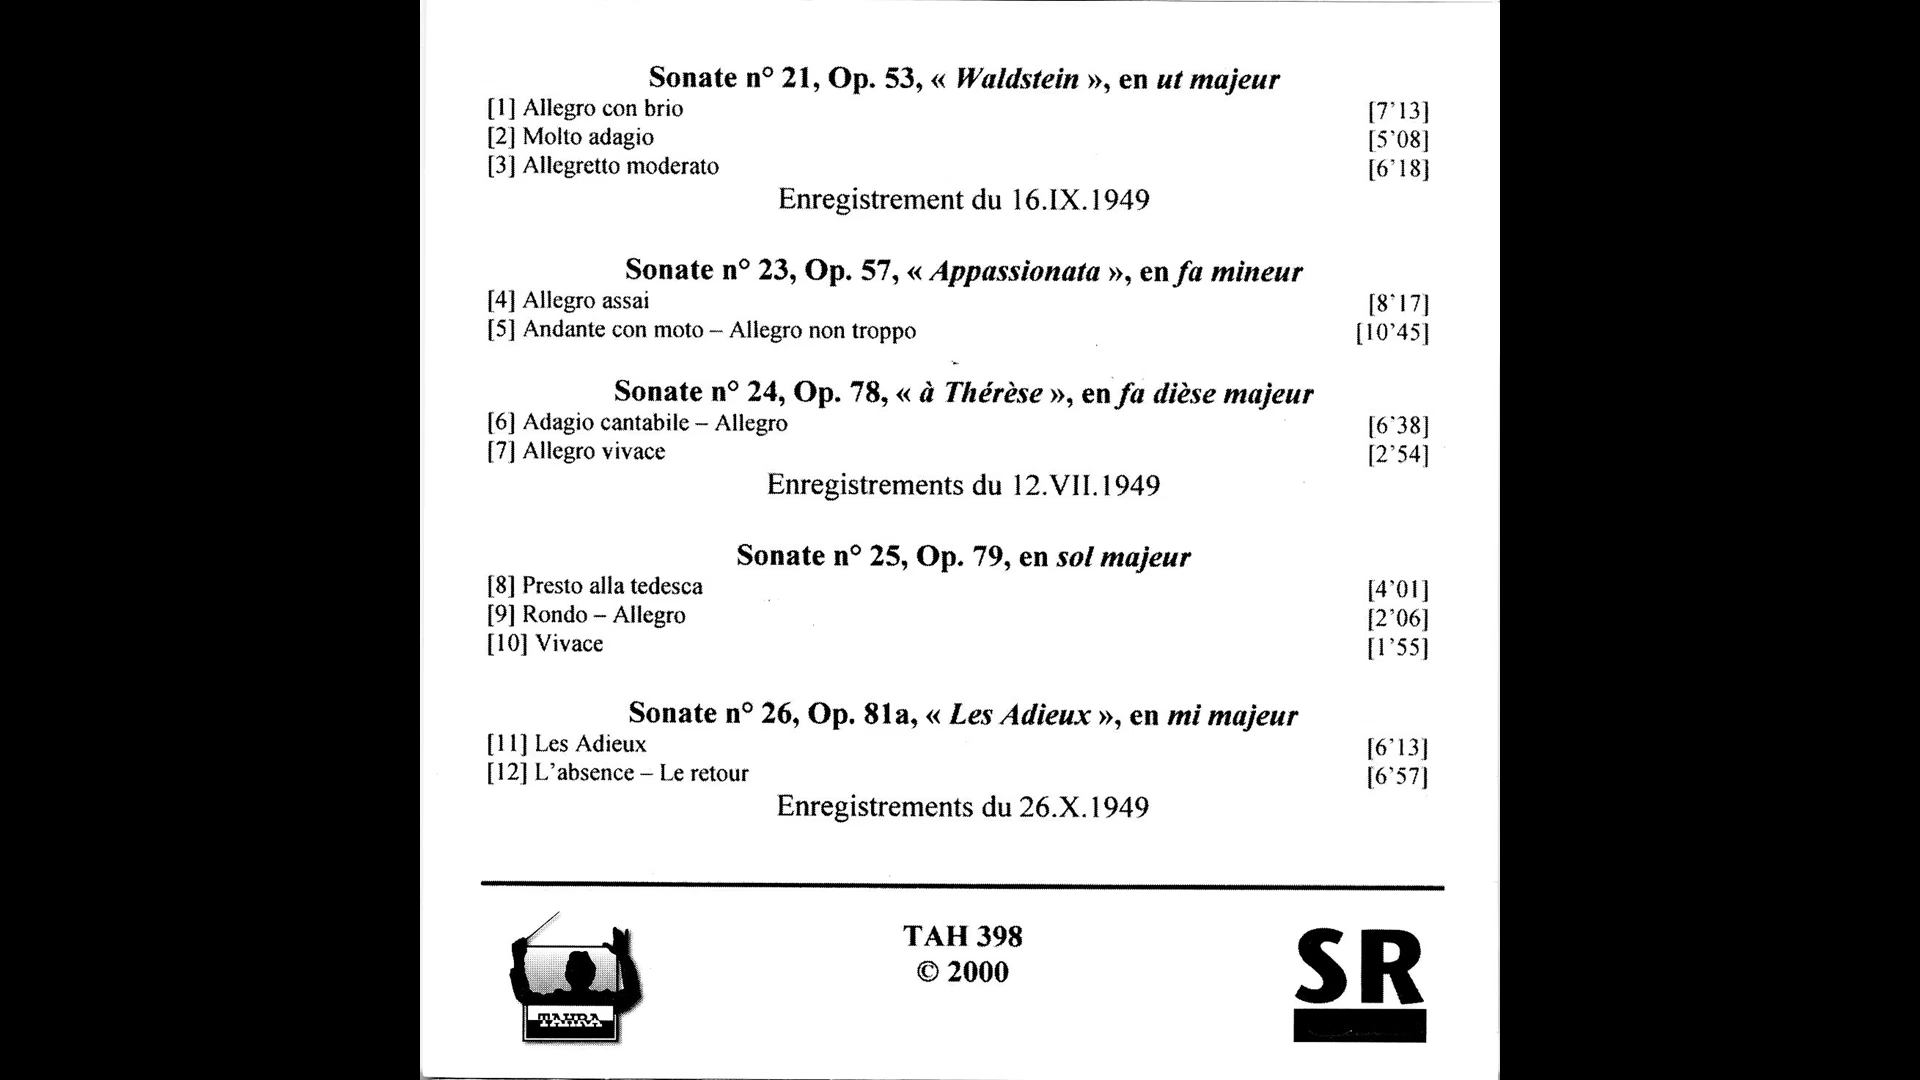 Sonate n° 21, Op. 53, « Waldstein », en ut majeur
[1] Allegro con brio [7'13]
[2] Molto adagio [5'08]
[3] Allegretto moderato [6'18]
Enregistrement du 16.IX.1949
Sonate n° 23, Op. 57, « Appassionata », en fa mineur
[4] Allegro assai [8'17]
[5] Andante con moto – Allegro non troppo [10'45]
Sonate n° 24, Op. 78, « à Thérèse », en fa dièse majeur
[6] Adagio cantabile – Allegro [6'38]
[7] Allegro vivace [2'54]
Enregistrements du 12.VII.1949
Sonate n° 25, Op. 79, en sol majeur
[8] Presto alla tedesca [4'01]
[9] Rondo – Allegro [2'06]
[10] Vivace [1'55]
Sonate n° 26, Op. 81a, « Les Adieux », en mi majeur
[11] Les Adieux [6'13]
[12] L'absence – Le retour [6'57]
Enregistrements du 26.X.1949
TAH 398
© 2000
TAHRA
SR